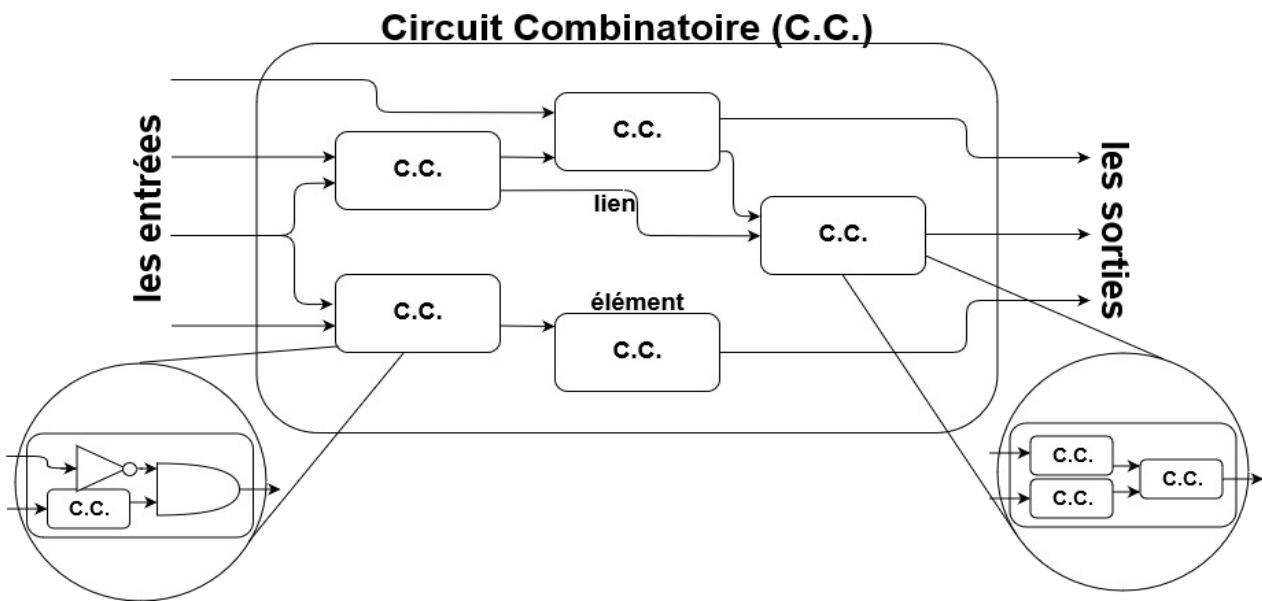 Circuit Combinatoire (C.C.)
les entrées
C.C.
C.C.
lien
C.C.
les sorties
C.C.
élément
C.C.
C.C.
C.C.
C.C.
C.C.